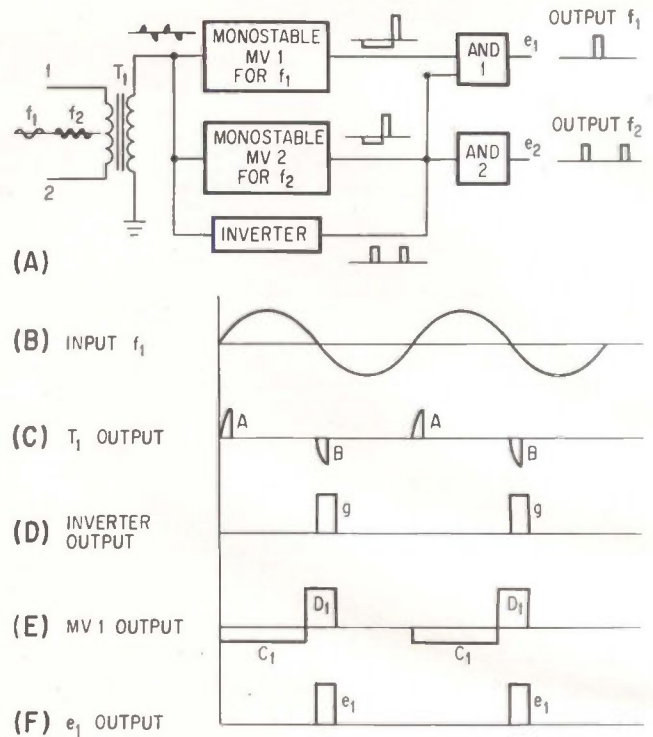 OUTPUT f₁
MONOSTABLE
MV 1
FOR f₁
AND
1
e₁
1
T₁
f₁
f₂
2
OUTPUT f₂
MONOSTABLE
MV 2
FOR f₂
AND
2
e₂
INVERTER
(A)
(B) INPUT f₁
(C) T₁ OUTPUT
A
B
A
B
(D) INVERTER
OUTPUT
g
g
(E) MV 1 OUTPUT
C₁
D₁
C₁
D₁
(F) e₁ OUTPUT
e₁
e₁